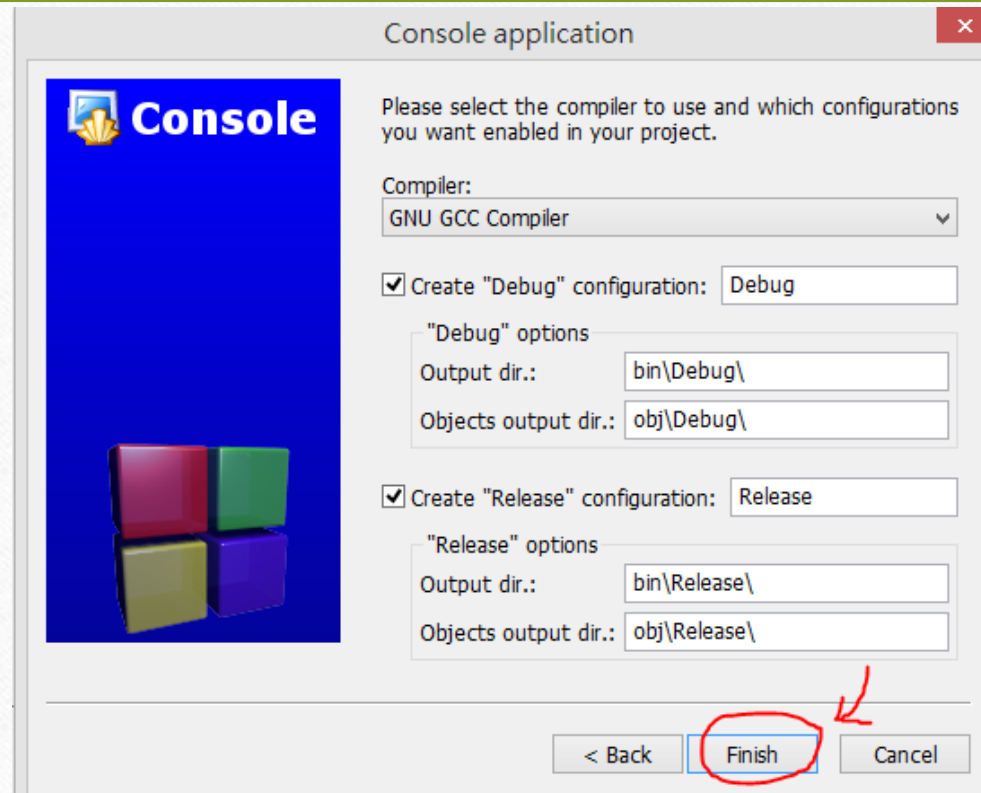 Console application
Console
Please select the compiler to use and which configurations
you want enabled in your project.
Compiler:
GNU GCC Compiler
Create "Debug" configuration: Debug
"Debug" options
Output dir.: bin\Debug\
Objects output dir.: obj\Debug\
Create "Release" configuration: Release
"Release" options
Output dir.: bin\Release\
Objects output dir.: obj\Release\
< Back Finish Cancel